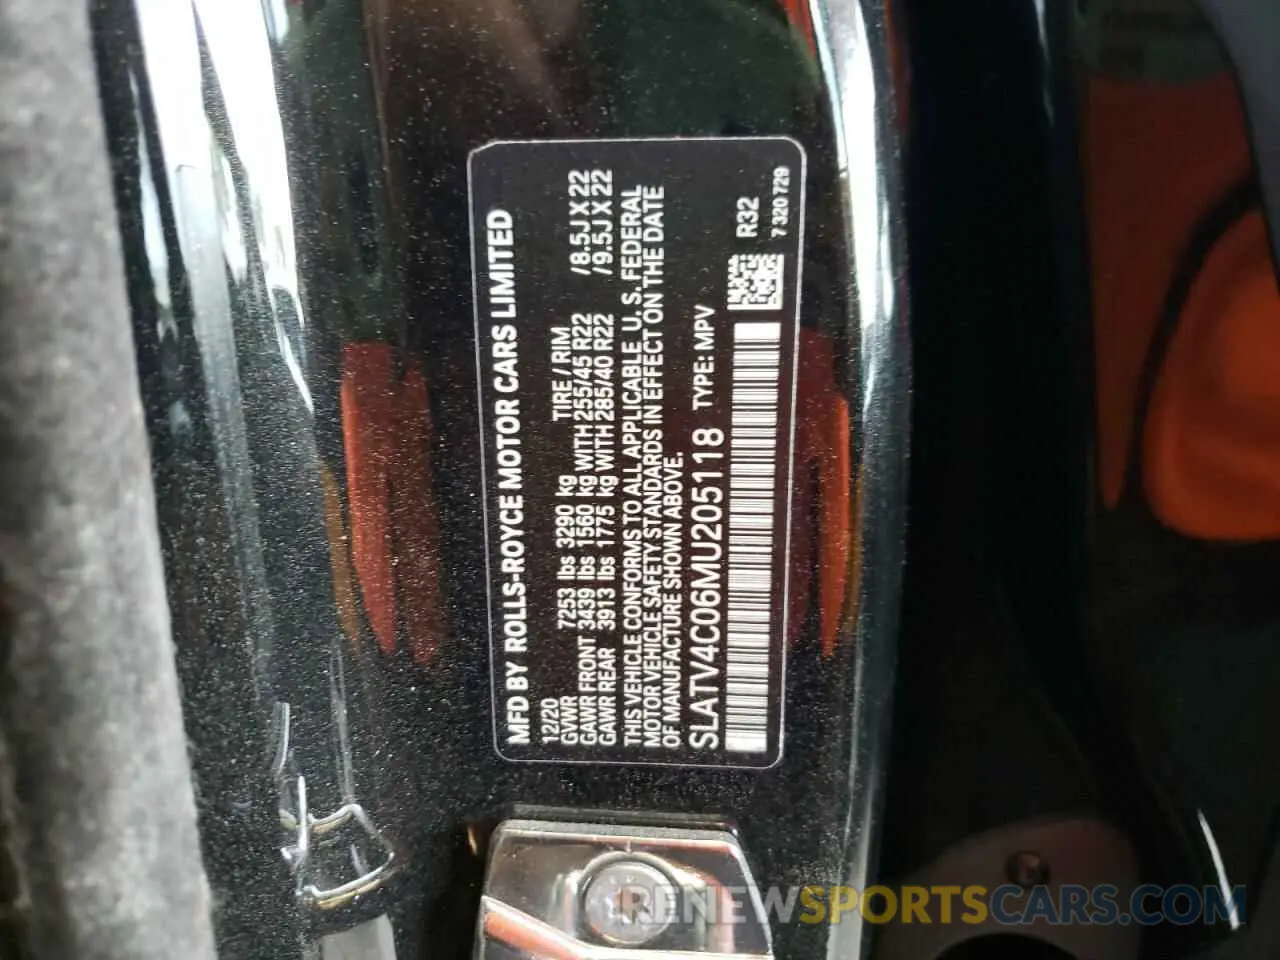 MFD BY ROLLS-ROYCE MOTOR CARS LIMITED
12/20 TIRE / RIM
GVWR 7253 lbs 3290 kg
GAWR FRONT 3439 lbs 1560 kg WITH 255/45 R22 /8.5J X 22
GAWR REAR 3913 lbs 1775 kg WITH 285/40 R22 /9.5J X 22
THIS VEHICLE CONFORMS TO ALL APPLICABLE U. S. FEDERAL
MOTOR VEHICLE SAFETY STANDARDS IN EFFECT ON THE DATE
OF MANUFACTURE SHOWN ABOVE.
SLATV4C06MU205118 TYPE: MPV
R32
7 320 729
RENEWSPORTSCARS.COM